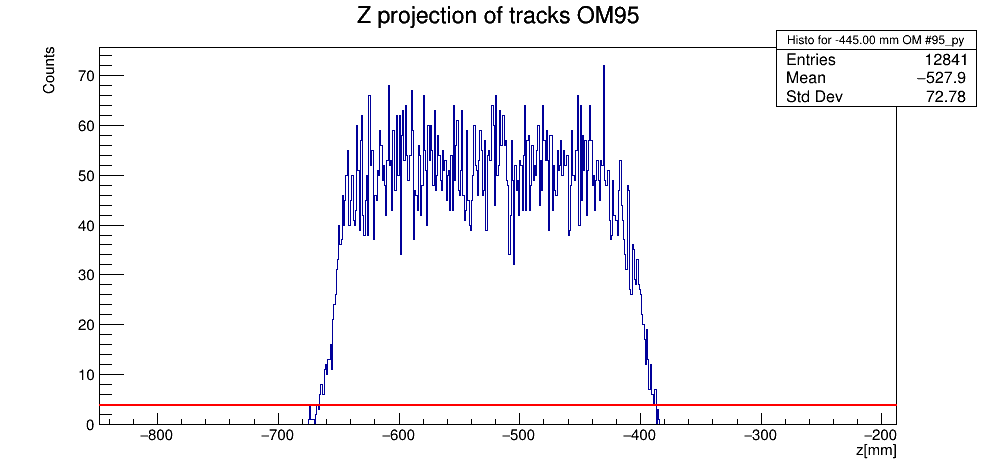 Z projection of tracks OM95
Histo for -445.00 mm OM #95_py
Entries 12841
Mean −527.9
Std Dev 72.78
Counts
70
60
50
40
30
20
10
0
−800 −700 −600 −500 −400 −300 −200
z[mm]